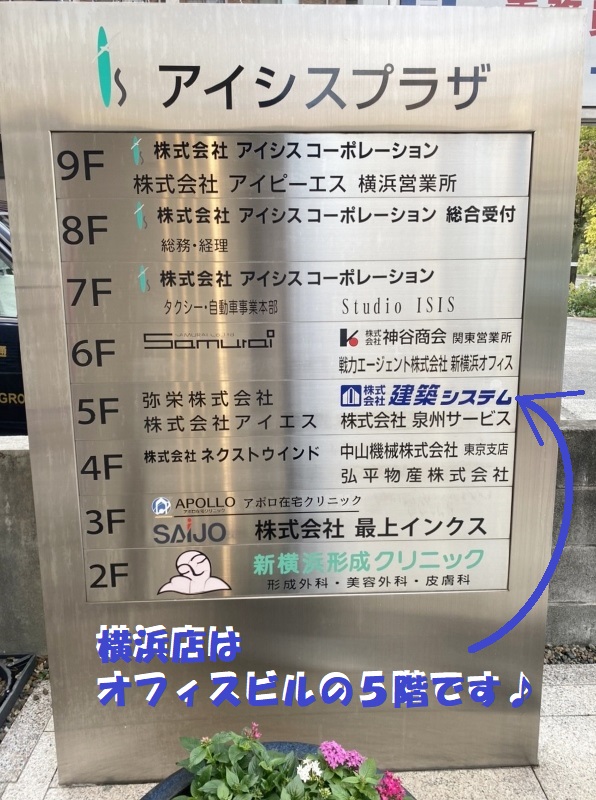 アイシスプラザ
9F 株式会社 アイシスコーポレーション
株式会社 アイピーエス 横浜営業所
8F 株式会社 アイシスコーポレーション 総合受付
総務・経理
7F 株式会社 アイシスコーポレーション
タクシー・自動車事業本部 Studio ISIS
6F Samurai 株式会社 神谷商会 関東営業所
戦力エージェント株式会社 新横浜オフィス
5F 弥栄株式会社 株式会社 建築システム
株式会社アイエス 株式会社 泉州サービス
4F 株式会社 ネクストウインド 中山機械株式会社 東京支店
弘平物産株式会社
3F APOLLO アポロ在宅クリニック
SAIJO 株式会社 最上インクス
2F 新横浜形成クリニック
形成外科・美容外科・皮膚科
横浜店は
オフィスビルの5階です♪